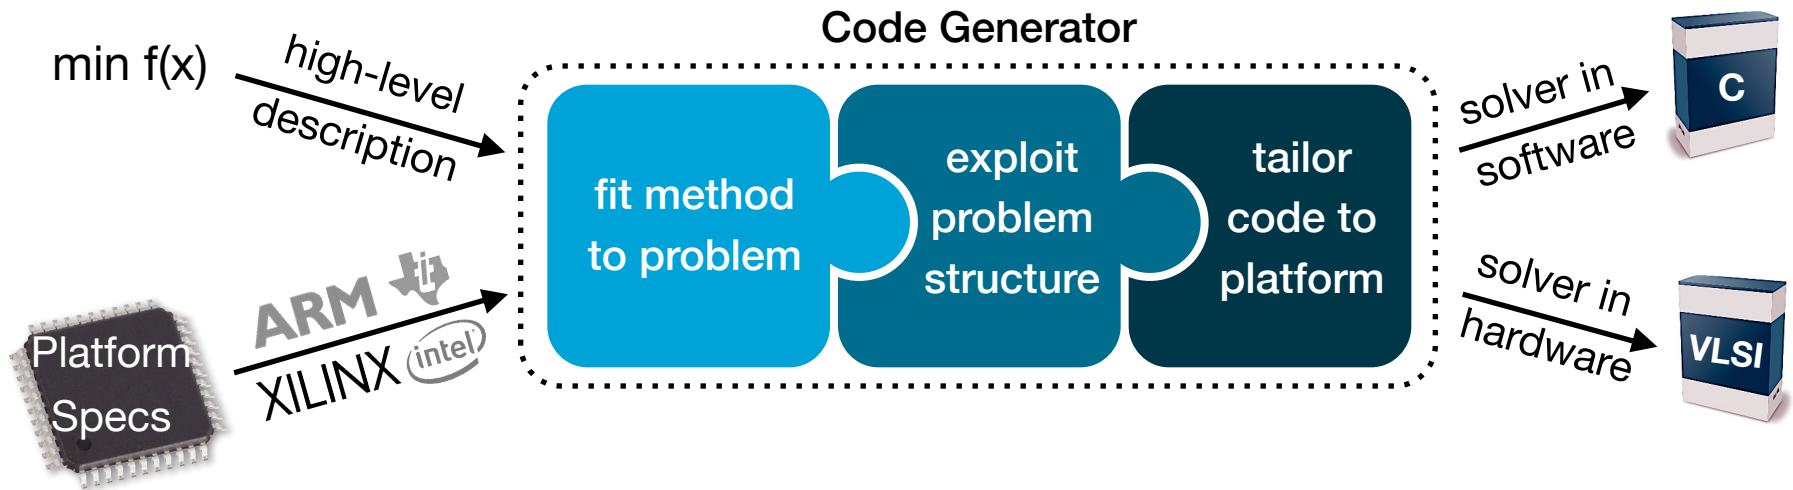 Code Generator
min f(x)
high-level
description
fit method
to problem
exploit
problem
structure
tailor
code to
platform
solver in
software
C
ARM
ti
XILINX
intel
Platform
Specs
solver in
hardware
VLSI